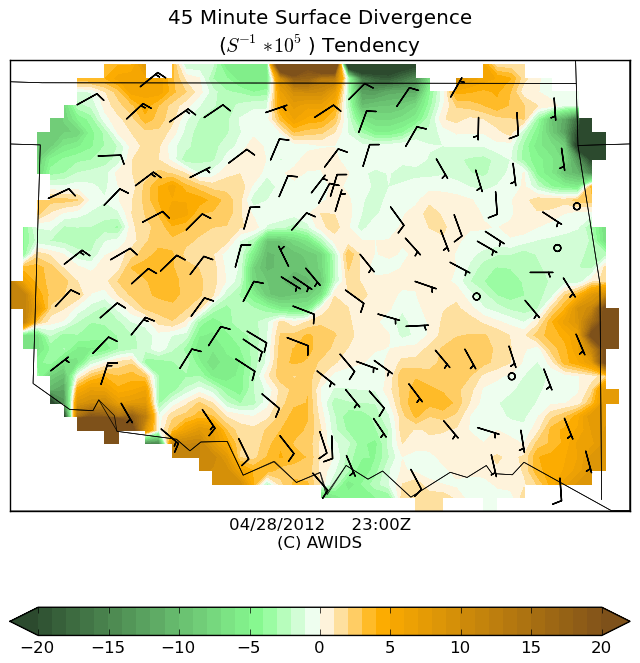 45 Minute Surface Divergence
(S⁻¹ ∗ 10⁵ ) Tendency
04/28/2012 23:00Z
(C) AWIDS
−20 −15 −10 −5 0 5 10 15 20